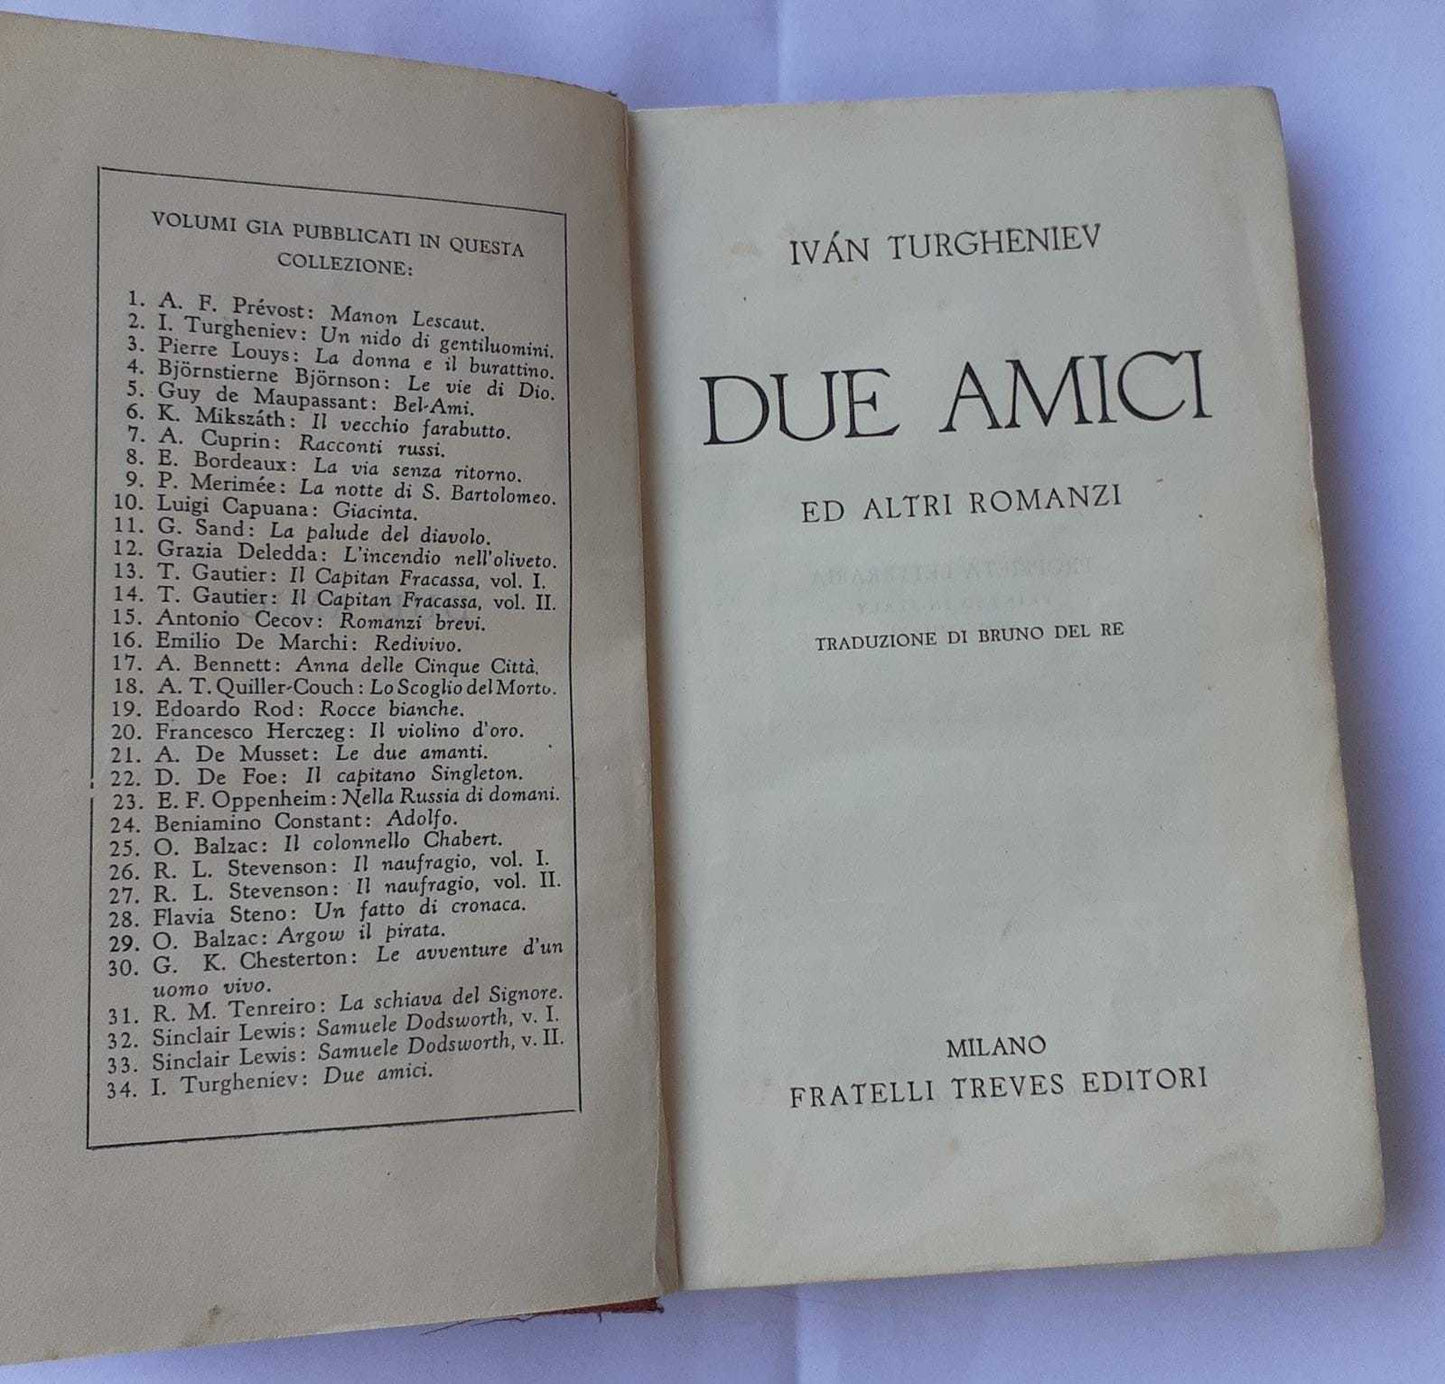 VOLUMI GIA PUBBLICATI IN QUESTA
COLLEZIONE:
1. A. F. Prévost: Manon Lescaut.
2. I. Turgheniev: Un nido di gentiluomini.
3. Pierre Louys: La donna e il burattino.
4. Björnstierne Björnson: Le vie di Dio.
5. Guy de Maupassant: Bel-Ami.
6. K. Mikszáth: Il vecchio farabutto.
7. A. Cuprin: Racconti russi.
8. E. Bordeaux: La via senza ritorno.
9. P. Merimée: La notte di S. Bartolomeo.
10. Luigi Capuana: Giacinta.
11. G. Sand: La palude del diavolo.
12. Grazia Deledda: L'incendio nell'oliveto.
13. T. Gautier: Il Capitan Fracassa, vol. I.
14. T. Gautier: Il Capitan Fracassa, vol. II.
15. Antonio Cecov: Romanzi brevi.
16. Emilio De Marchi: Redivivo.
17. A. Bennett: Anna delle Cinque Città.
18. A. T. Quiller-Couch: Lo Scoglio del Morto.
19. Edoardo Rod: Rocce bianche.
20. Francesco Herczeg: Il violino d'oro.
21. A. De Musset: Le due amanti.
22. D. De Foe: Il capitano Singleton.
23. E. F. Oppenheim: Nella Russia di domani.
24. Beniamino Constant: Adolfo.
25. O. Balzac: Il colonnello Chabert.
26. R. L. Stevenson: Il naufragio, vol. I.
27. R. L. Stevenson: Il naufragio, vol. II.
28. Flavia Steno: Un fatto di cronaca.
29. O. Balzac: Argow il pirata.
30. G. K. Chesterton: Le avventure d'un
uomo vivo.
31. R. M. Tenreiro: La schiava del Signore.
32. Sinclair Lewis: Samuele Dodsworth, v. I.
33. Sinclair Lewis: Samuele Dodsworth, v. II.
34. I. Turgheniev: Due amici.
IVÁN TURGHENIEV
DUE AMICI
ED ALTRI ROMANZI
TRADUZIONE DI BRUNO DEL RE
MILANO
FRATELLI TREVES EDITORI